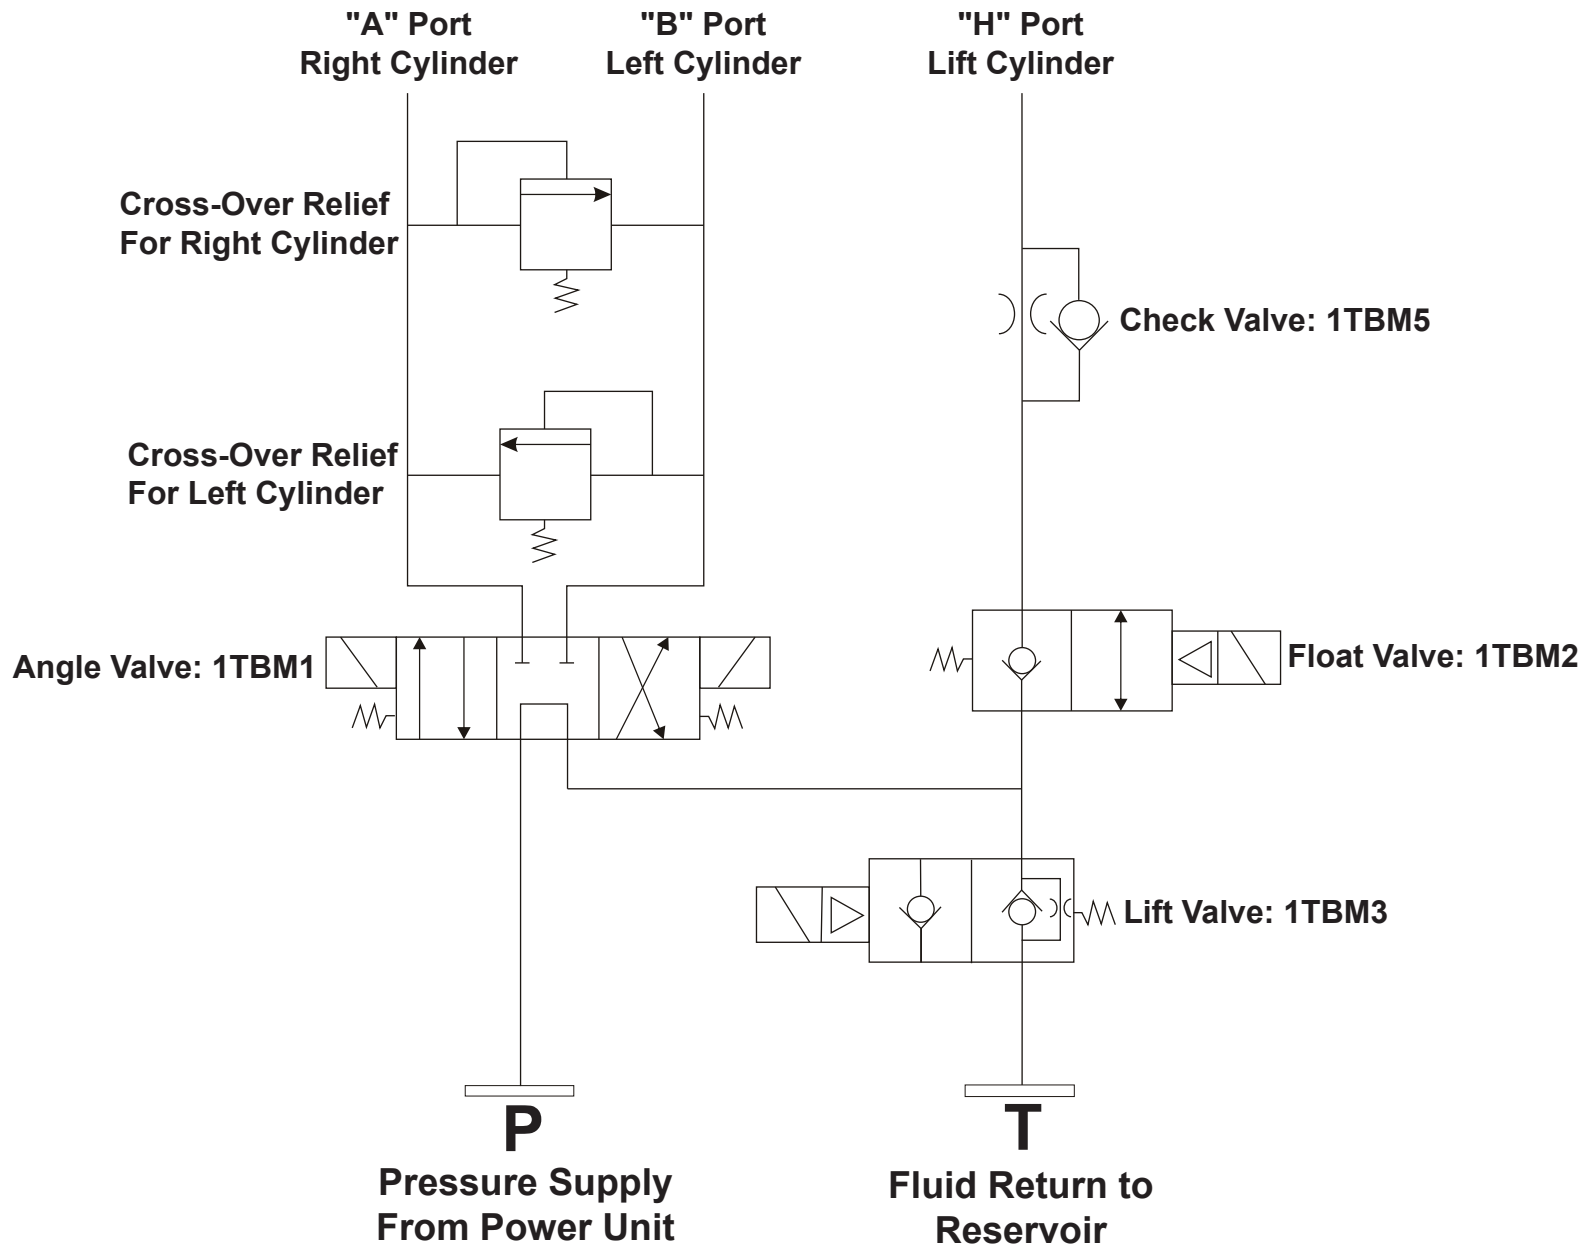 "A" Port
Right Cylinder
"B" Port
Left Cylinder
"H" Port
Lift Cylinder
Cross-Over Relief
For Right Cylinder
Check Valve: 1TBM5
Cross-Over Relief
For Left Cylinder
Angle Valve: 1TBM1
Float Valve: 1TBM2
Lift Valve: 1TBM3
P
Pressure Supply
From Power Unit
T
Fluid Return to
Reservoir